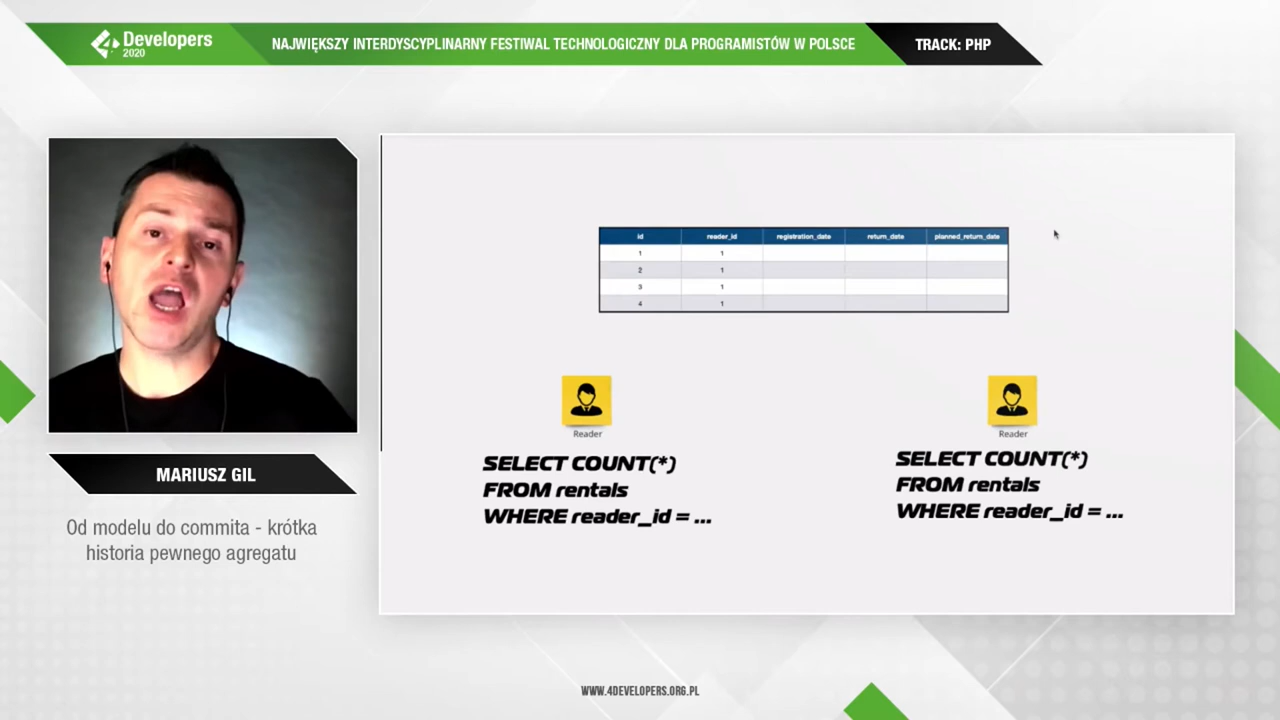 4Developers
2020
NAJWIĘKSZY INTERDYSCYPLINARNY FESTIWAL TECHNOLOGICZNY DLA PROGRAMISTÓW W POLSCE
TRACK: PHP
id reader_id registration_date return_date planned_return_date
1 1
2 1
3 1
4 1
Reader
SELECT COUNT(*)
FROM rentals
WHERE reader_id = ...
Reader
SELECT COUNT(*)
FROM rentals
WHERE reader_id = ...
MARIUSZ GIL
Od modelu do commita - krótka
historia pewnego agregatu
WWW.4DEVELOPERS.ORG.PL